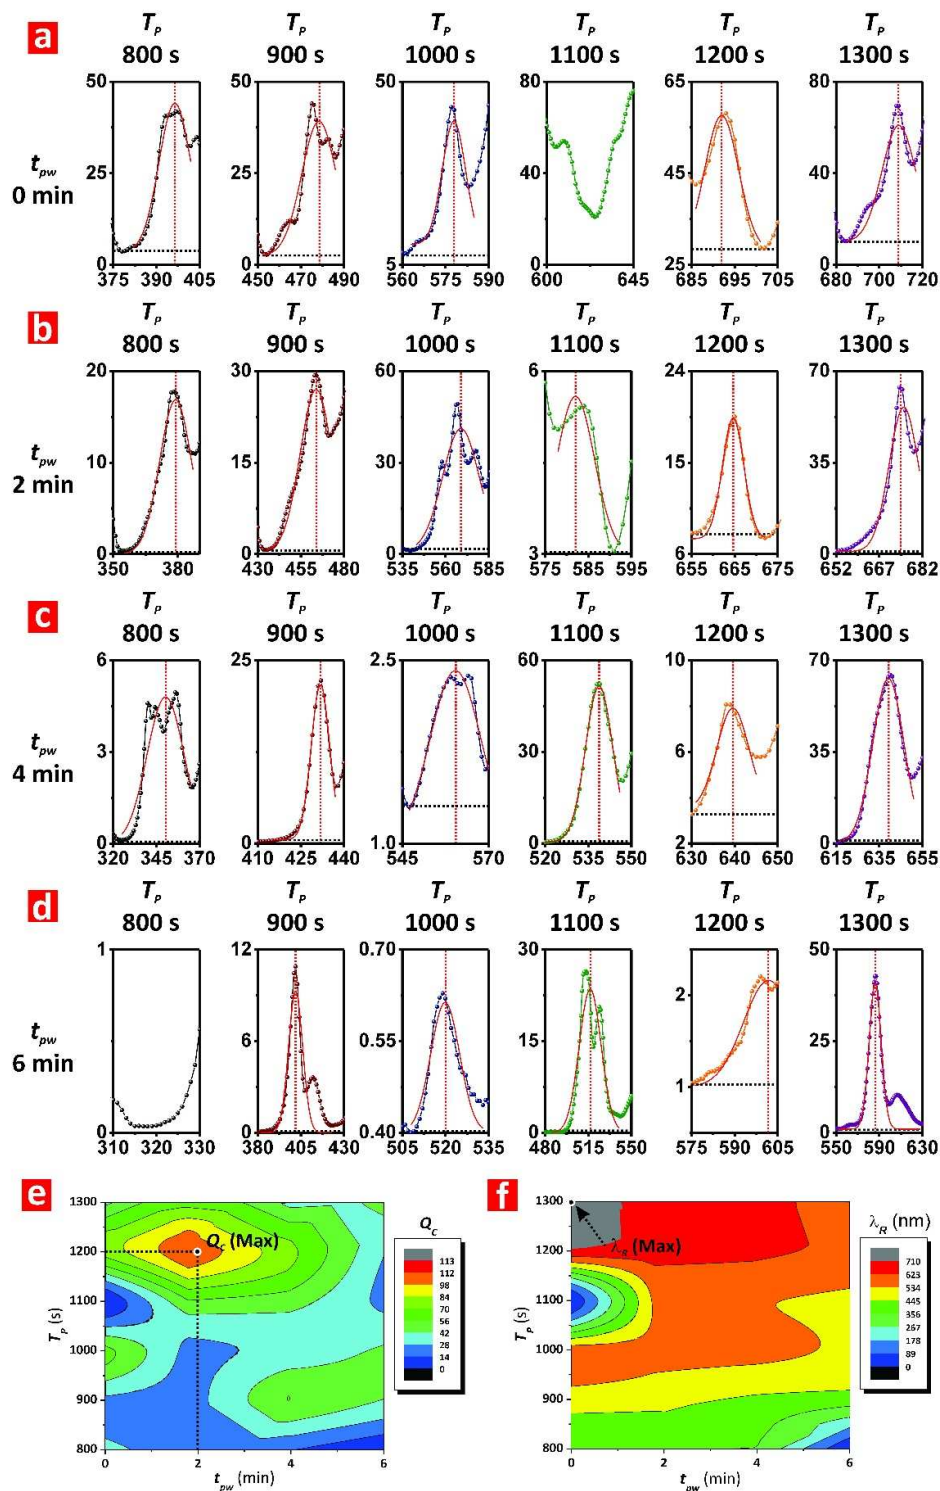 a
T_P T_P T_P T_P T_P T_P
800 s 900 s 1000 s 1100 s 1200 s 1300 s
t_pw
0 min
50 25 0 375 390 405
50 25 0 450 460 470 480 490
50 5 560 570 580 590
80 40 0 600 645
65 45 25 685 695 705
80 40 0 680 700 720
b
T_P T_P T_P T_P T_P T_P
800 s 900 s 1000 s 1100 s 1200 s 1300 s
t_pw
2 min
20 10 0 350 380
30 15 0 430 455 480
60 30 0 535 560 585
6 3 575 585 595
24 15 6 655 665 675
70 35 0 652 667 682
c
T_P T_P T_P T_P T_P T_P
800 s 900 s 1000 s 1100 s 1200 s 1300 s
t_pw
4 min
6 3 0 320 345 370
25 0 410 425 440
2.5 1.0 545 570
50 25 0 520 535 550
10 6 2 630 640 650
70 35 0 615 635 655
d
T_P T_P T_P T_P T_P T_P
800 s 900 s 1000 s 1100 s 1200 s 1300 s
t_pw
6 min
1 0 310 320 330
12 6 0 380 405 430
0.70 0.55 0.40 505 520 535
30 15 0 480 515 550
2 1 575 590 605
50 25 0 550 590 630
e
1300
1200
1100
1000
900
800
T_P (s)
0 2 4 6
t_pw (min)
Q_C (Max)
Q_C
113
112
98
84
70
56
42
28
14
0
f
1300
1200
1100
1000
900
800
T_P (s)
0 2 4 6
t_pw (min)
λ_R (Max)
λ_R (nm)
710
623
534
445
356
267
178
89
0